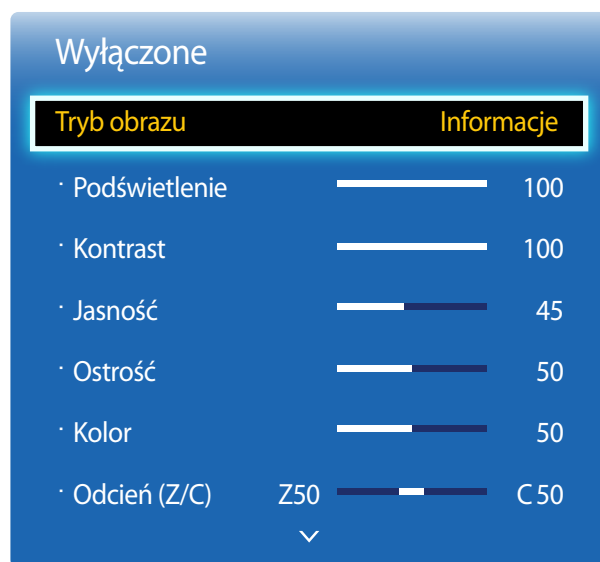 Wyłączone
Tryb obrazu Informacje
· Podświetlenie 100
· Kontrast 100
· Jasność 45
· Ostrość 50
· Kolor 50
· Odcień (Z/C) Z50 C50